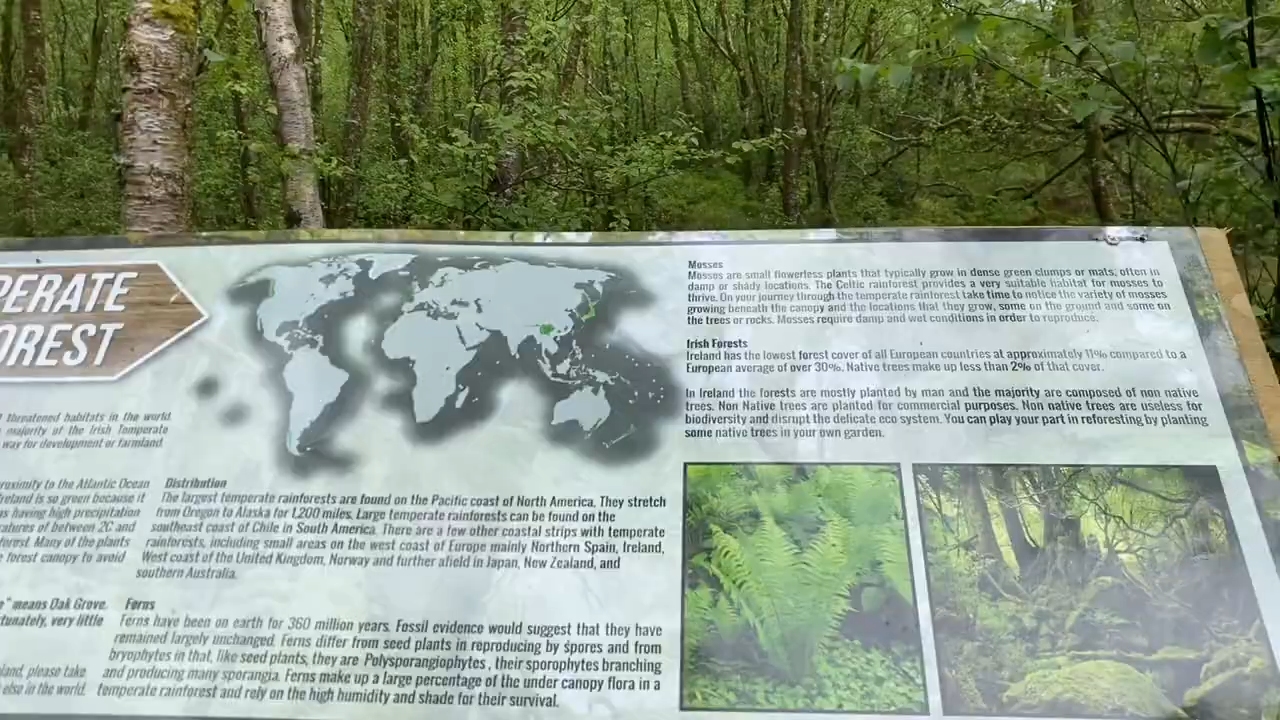 PERATE
OREST
threatened habitats in the world.
majority of the Irish Temperate
way for development or farmland.
roximity to the Atlantic Ocean
reland is so green because it
as having high precipitation
ratures of between 2C and
forest. Many of the plants
forest canopy to avoid
" means Oak Grove.
tunately, very little
land, please take
else in the world.
Distribution
The largest temperate rainforests are found on the Pacific coast of North America. They stretch
from Oregon to Alaska for 1,200 miles. Large temperate rainforests can be found on the
southeast coast of Chile in South America. There are a few other coastal strips with temperate
rainforests, including small areas on the west coast of Europe mainly Northern Spain, Ireland,
West coast of the United Kingdom, Norway and further afield in Japan, New Zealand, and
southern Australia.
Ferns
Ferns have been on earth for 360 million years. Fossil evidence would suggest that they have
remained largely unchanged. Ferns differ from seed plants in reproducing by spores and from
bryophytes in that, like seed plants, they are Polysporangiophytes, their sporophytes branching
and producing many sporangia. Ferns make up a large percentage of the under canopy flora in a
temperate rainforest and rely on the high humidity and shade for their survival.
Mosses
Mosses are small flowerless plants that typically grow in dense green clumps or mats, often in
damp or shady locations. The Celtic rainforest provides a very suitable habitat for mosses to
thrive. On your journey through the temperate rainforest take time to notice the variety of mosses
growing beneath the canopy and the locations that they grow, some on the ground and some on
the trees or rocks. Mosses require damp and wet conditions in order to reproduce.
Irish Forests
Ireland has the lowest forest cover of all European countries at approximately 11% compared to a
European average of over 30%. Native trees make up less than 2% of that cover.
In Ireland the forests are mostly planted by man and the majority are composed of non native
trees. Non Native trees are planted for commercial purposes. Non native trees are useless for
biodiversity and disrupt the delicate eco system. You can play your part in reforesting by planting
some native trees in your own garden.